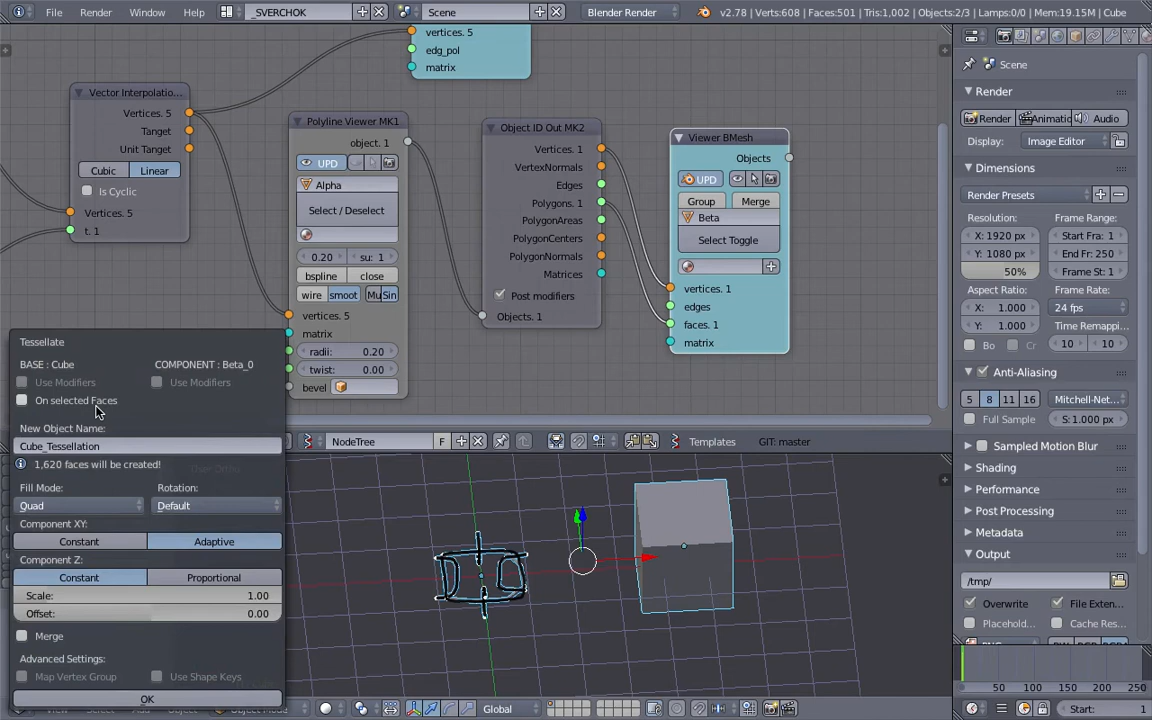 File Render Window Help _SVERCHOK Scene Blender Render v2.78 | Verts:608 | Faces:501 | Tris:1,002 | Objects:2/3 | Lamps:0/0 | Mem:19.15M | Cube
vertices. 5
edg_pol
matrix
Vector Interpolatio...
Vertices. 5
Target
Unit Target
Cubic Linear
Is Cyclic
Vertices. 5
t. 1
Polyline Viewer MK1
object. 1
UPD
Alpha
Select / Deselect
0.20 su: 1
bspline close
wire smoot Mu Sin
vertices. 5
matrix
radii: 0.20
twist: 0.00
bevel
Object ID Out MK2
Vertices. 1
VertexNormals
Edges
Polygons. 1
PolygonAreas
PolygonCenters
PolygonNormals
Matrices
Post modifiers
Objects. 1
Viewer BMesh
Objects
UPD
Group Merge
Beta
Select Toggle
vertices. 1
edges
faces. 1
matrix
Tessellate
BASE : Cube COMPONENT : Beta_0
Use Modifiers Use Modifiers
On selected Faces
New Object Name:
Cube_Tessellation
1,620 faces will be created!
Fill Mode: Rotation:
Quad Default
Component XY:
Constant Adaptive
Component Z:
Constant Proportional
Scale: 1.00
Offset: 0.00
Merge
Advanced Settings:
Map Vertex Group Use Shape Keys
OK
NodeTree F Templates GIT: master
Global
Scene
Render
Render Animatic Audio
Display: Image Editor
Dimensions
Render Presets
Resolution: Frame Range:
X: 1920 px Start Fra: 1
Y: 1080 px End Fr: 250
50% Frame St: 1
Aspect Ratio: Frame Rate:
X: 1.000 24 fps
Y: 1.000 Time Remappi...
Bo Cr 10 10
Anti-Aliasing
5 8 11 16 Mitchell-Net...
Full Sample S: 1.000 px
Sampled Motion Blur
Shading
Performance
Post Processing
Metadata
Output
/tmp/
Overwrite File Exten...
Placehold... Cache Res...
50 100 150 200 250
Start: 1